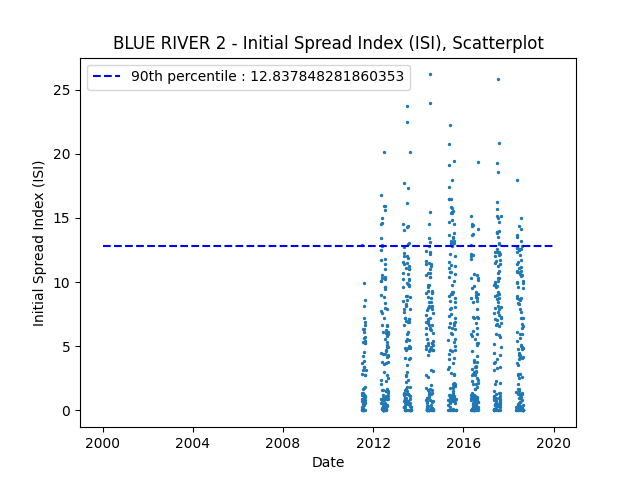 BLUE RIVER 2 - Initial Spread Index (ISI), Scatterplot
90th percentile : 12.837848281860353
25
20
15
10
5
0
Initial Spread Index (ISI)
2000 2004 2008 2012 2016 2020
Date